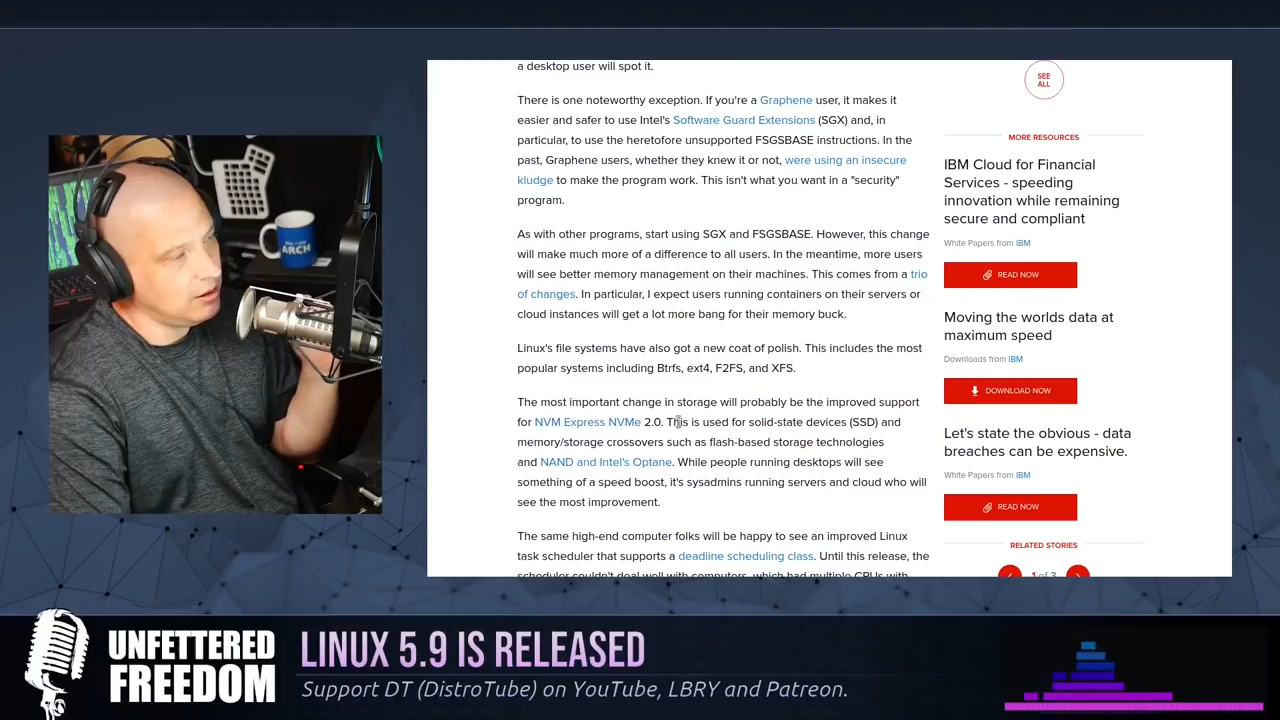 a desktop user will spot it.
There is one noteworthy exception. If you're a Graphene user, it makes it
easier and safer to use Intel's Software Guard Extensions (SGX) and, in
particular, to use the heretofore unsupported FSGSBASE instructions. In the
past, Graphene users, whether they knew it or not, were using an insecure
kludge to make the program work. This isn't what you want in a "security"
program.
As with other programs, start using SGX and FSGSBASE. However, this change
will make much more of a difference to all users. In the meantime, more users
will see better memory management on their machines. This comes from a trio
of changes. In particular, I expect users running containers on their servers or
cloud instances will get a lot more bang for their memory buck.
Linux's file systems have also got a new coat of polish. This includes the most
popular systems including Btrfs, ext4, F2FS, and XFS.
The most important change in storage will probably be the improved support
for NVM Express NVMe 2.0. This is used for solid-state devices (SSD) and
memory/storage crossovers such as flash-based storage technologies
and NAND and Intel's Optane. While people running desktops will see
something of a speed boost, it's sysadmins running servers and cloud who will
see the most improvement.
The same high-end computer folks will be happy to see an improved Linux
task scheduler that supports a deadline scheduling class. Until this release, the
scheduler couldn't deal well with computers, which had multiple CPUs with
SEE
ALL
MORE RESOURCES
IBM Cloud for Financial
Services - speeding
innovation while remaining
secure and compliant
White Papers from IBM
READ NOW
Moving the worlds data at
maximum speed
Downloads from IBM
DOWNLOAD NOW
Let's state the obvious - data
breaches can be expensive.
White Papers from IBM
READ NOW
RELATED STORIES
1 of 3
ARCH
UNFETTERED
FREEDOM
LINUX 5.9 IS RELEASED
Support DT (DistroTube) on YouTube, LBRY and Patreon.